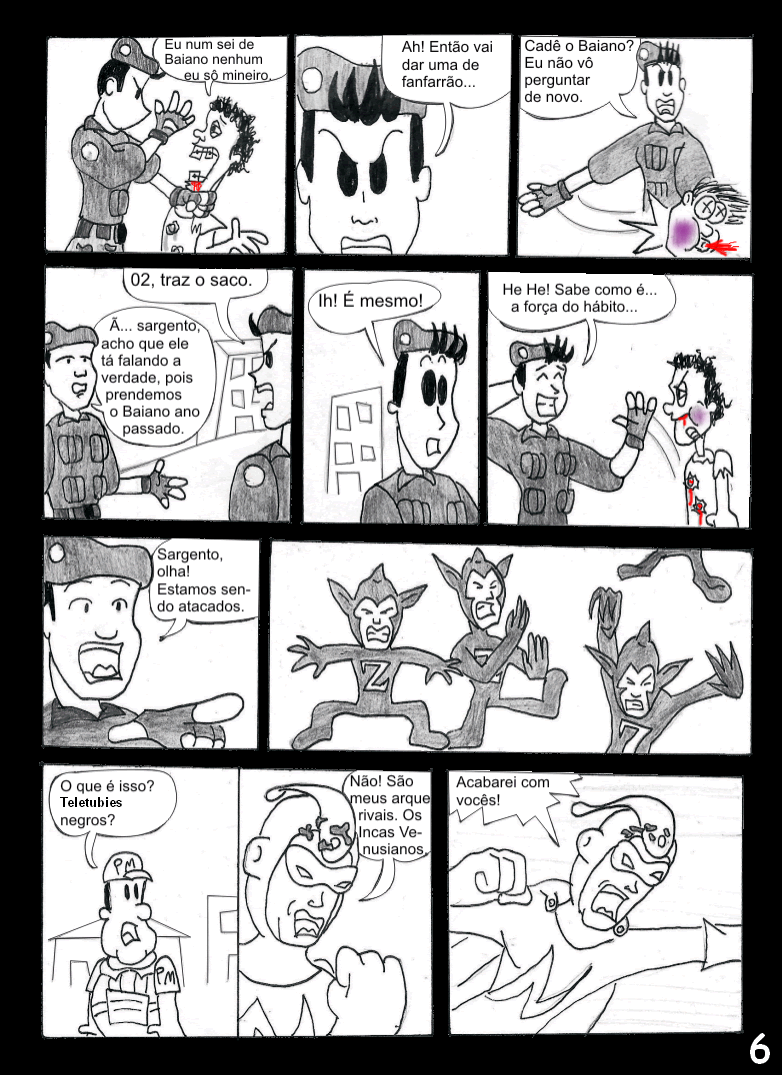 Eu num sei de
Baiano nenhum
eu sô mineiro.
Ah! Então vai
dar uma de
fanfarrão...
Cadê o Baiano?
Eu não vô
perguntar
de novo.
02, traz o saco.
Ã... sargento,
acho que ele
tá falando a
verdade, pois
prendemos
o Baiano ano
passado.
Ih! É mesmo!
He He! Sabe como é...
a força do hábito...
Sargento,
olha!
Estamos sen-
do atacados.
Z
Z
Z
O que é isso?
Teletubies
negros?
PM
PM
Não! São
meus arque
rivais. Os
Incas Ve-
nusianos.
Acabarei com
vocês!
6